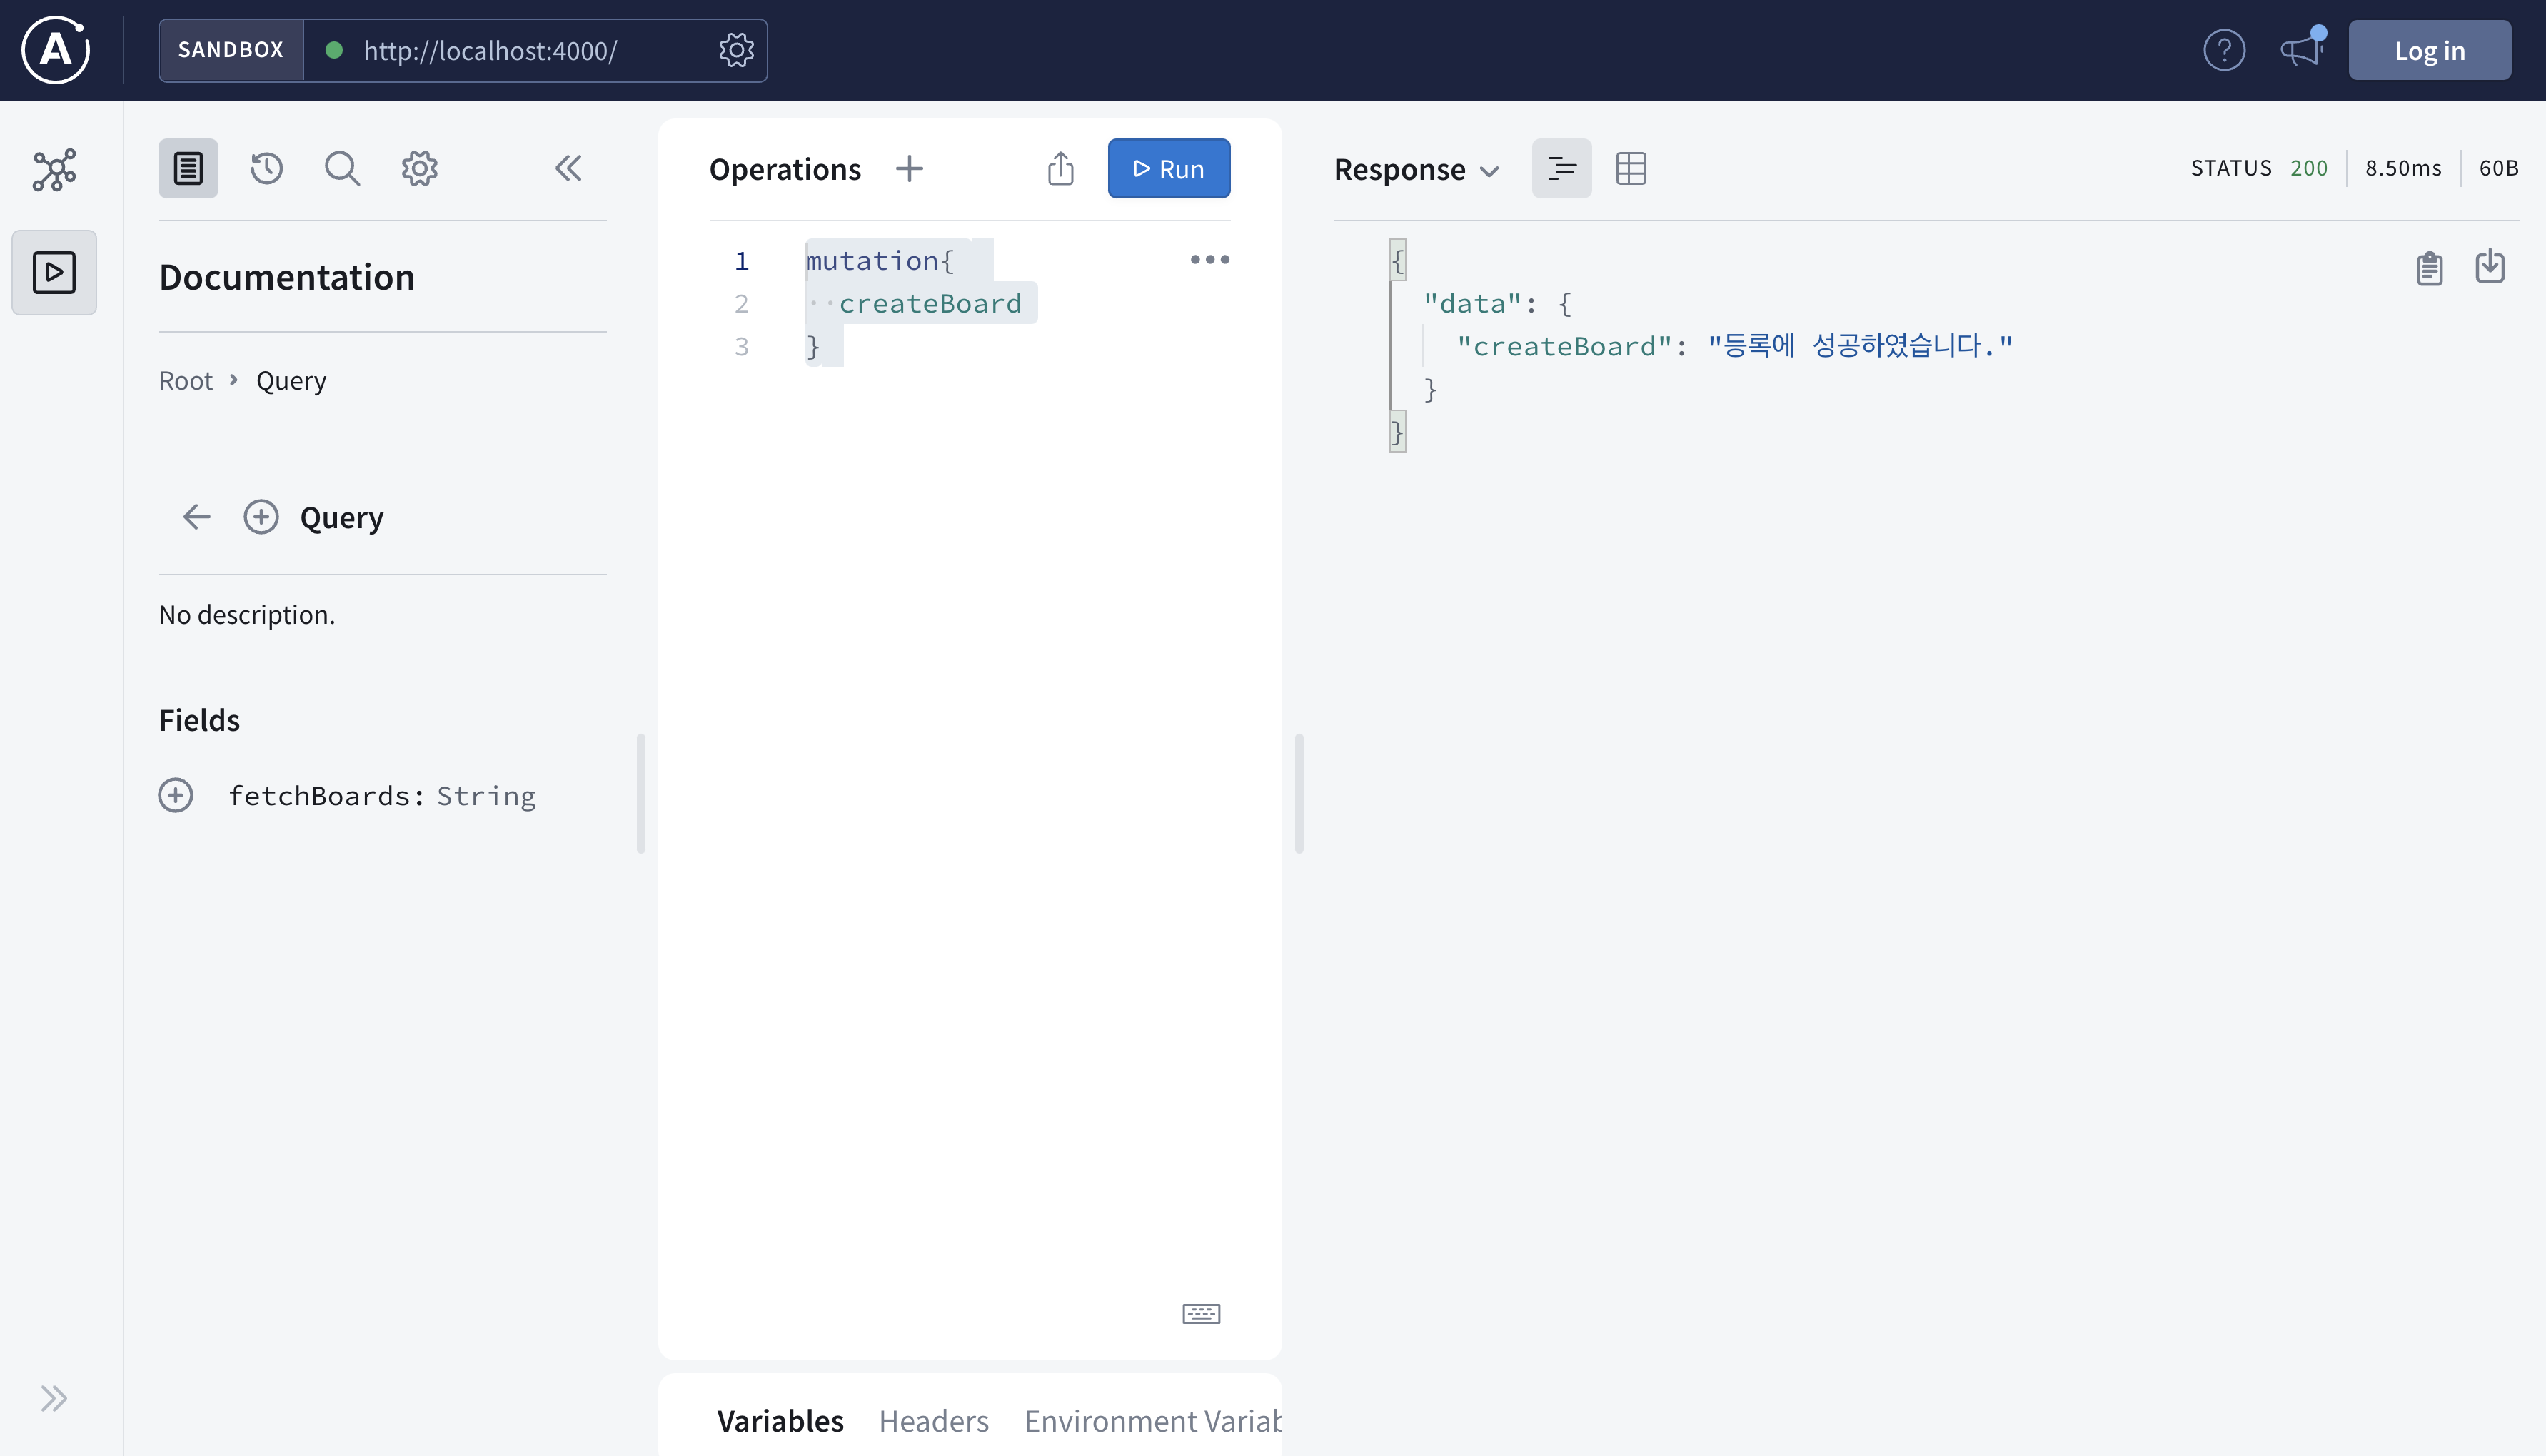 A
SANDBOX
http://localhost:4000/
?
Log in
Documentation
Root › Query
Query
No description.
Fields
fetchBoards: String
Operations
Run
1 mutation{
2 ··createBoard
3 }
Variables Headers Environment Variab
Response
STATUS 200 8.50ms 60B
{
"data": {
"createBoard": "등록에 성공하였습니다."
}
}